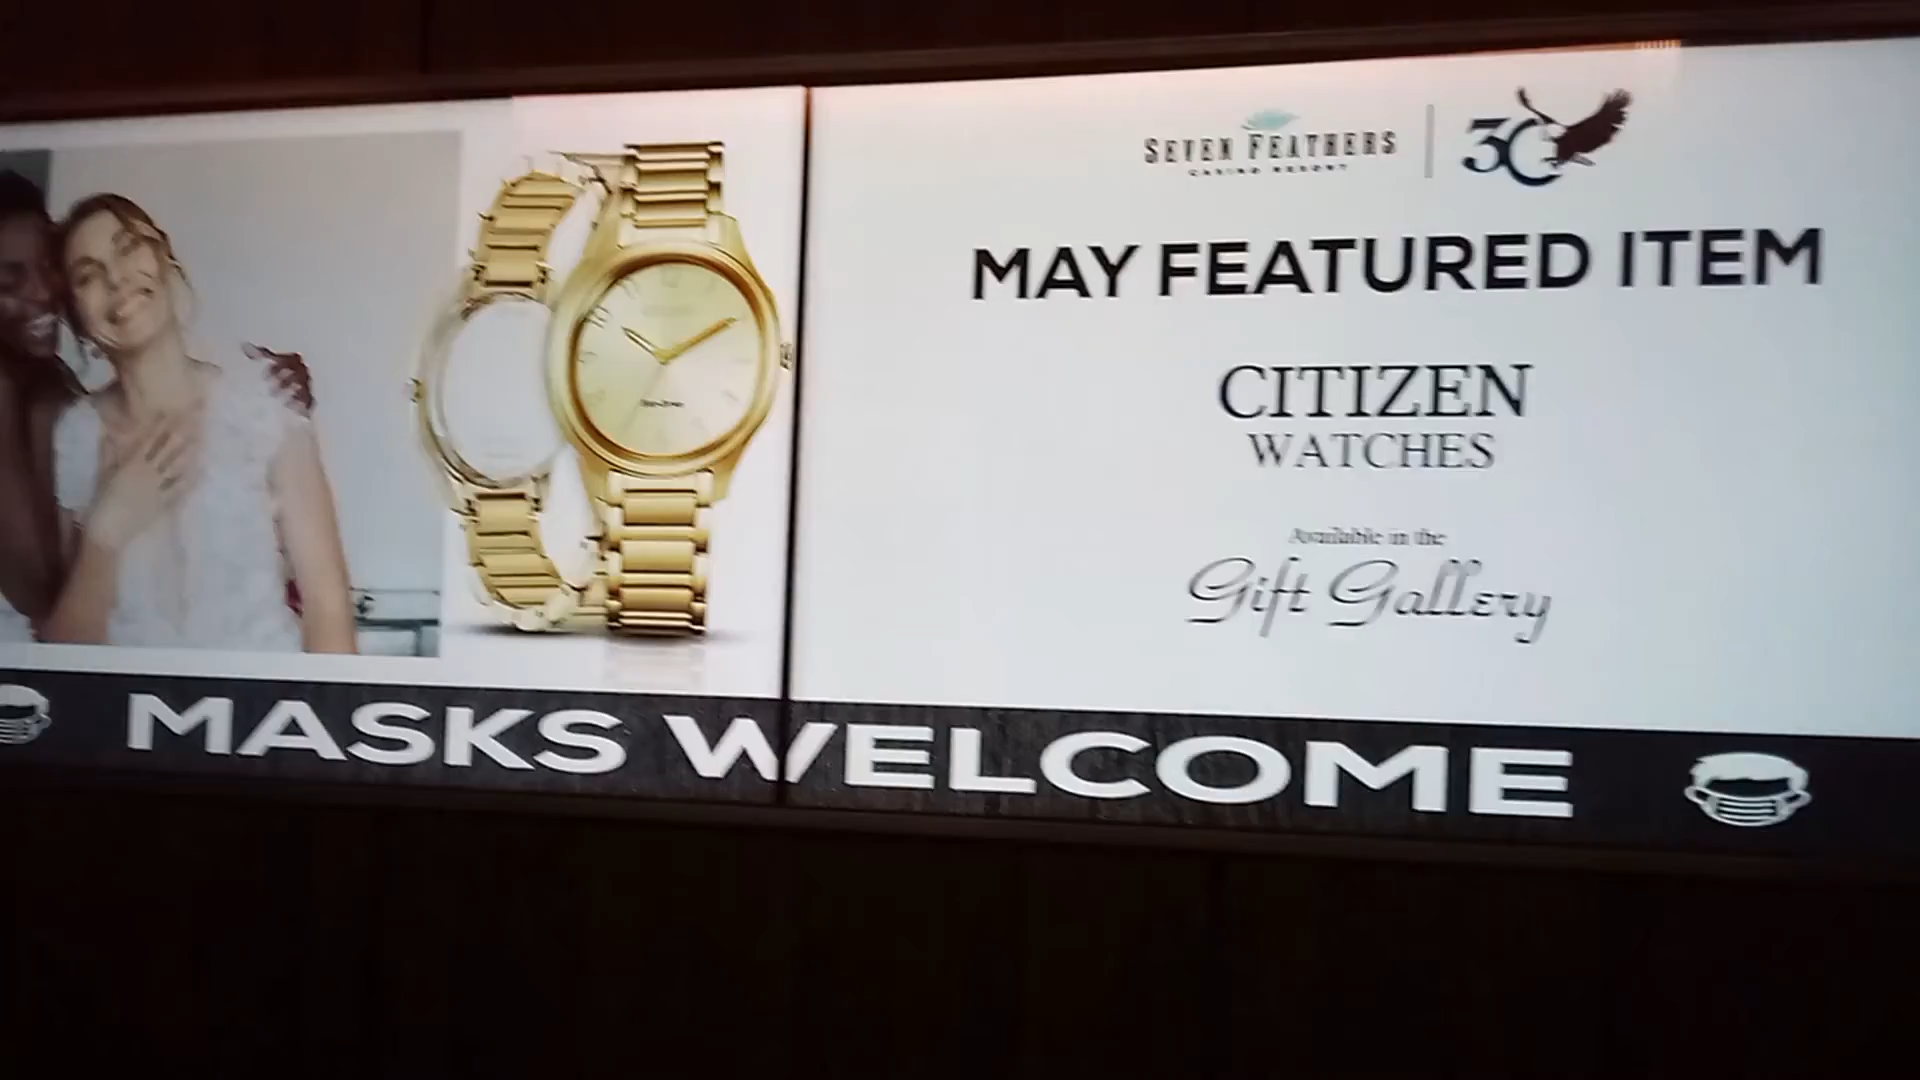 SEVEN FEATHERS
CASINO RESORT
30
MAY FEATURED ITEM
CITIZEN
WATCHES
Available in the
Gift Gallery
MASKS WELCOME